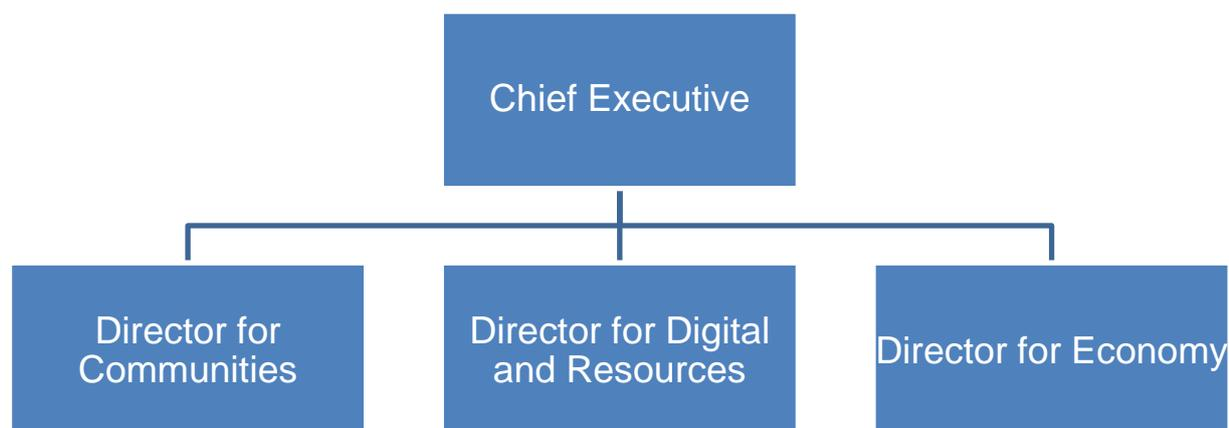 Chief Executive
Director for
Communities
Director for Digital
and Resources
Director for Economy